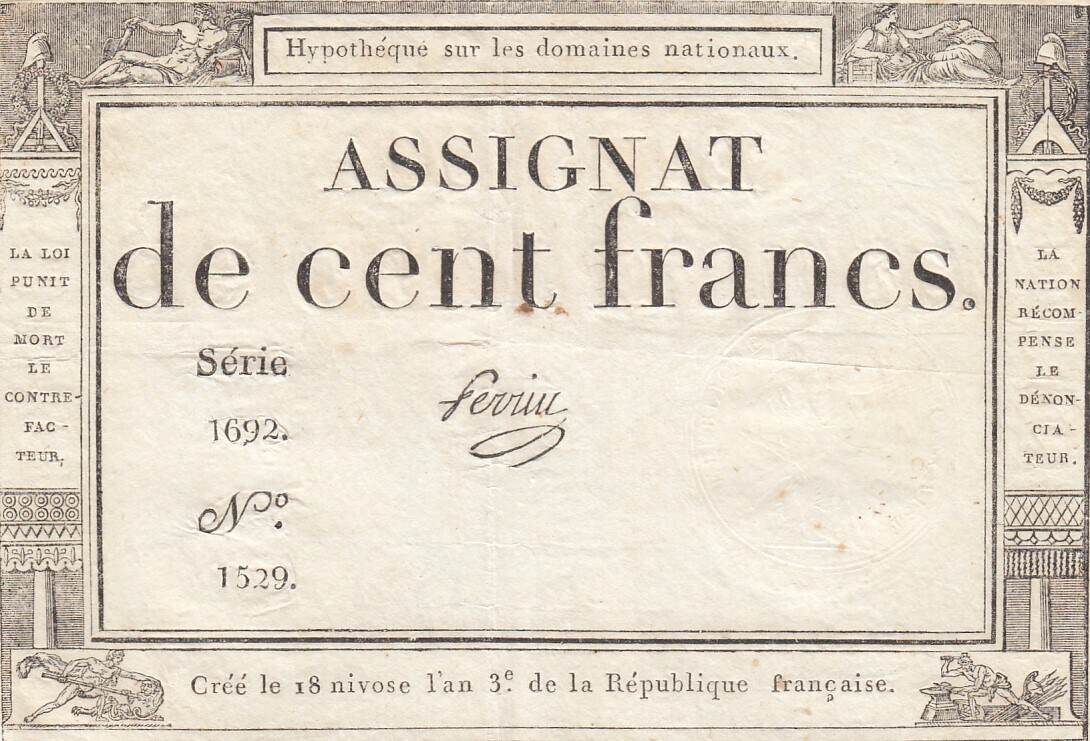 Hypothéque sur les domaines nationaux.
ASSIGNAT
de cent francs.
LA LOI
PUNIT
DE
MORT
LE
CONTRE-
FAC-
TEUR.
Série
1692.
Nº.
1529.
LA
NATION
RÉCOM-
PENSE
LE
DÉNON-
CIA-
TEUR.
Créé le 18 nivose l'an 3.e de la République française.